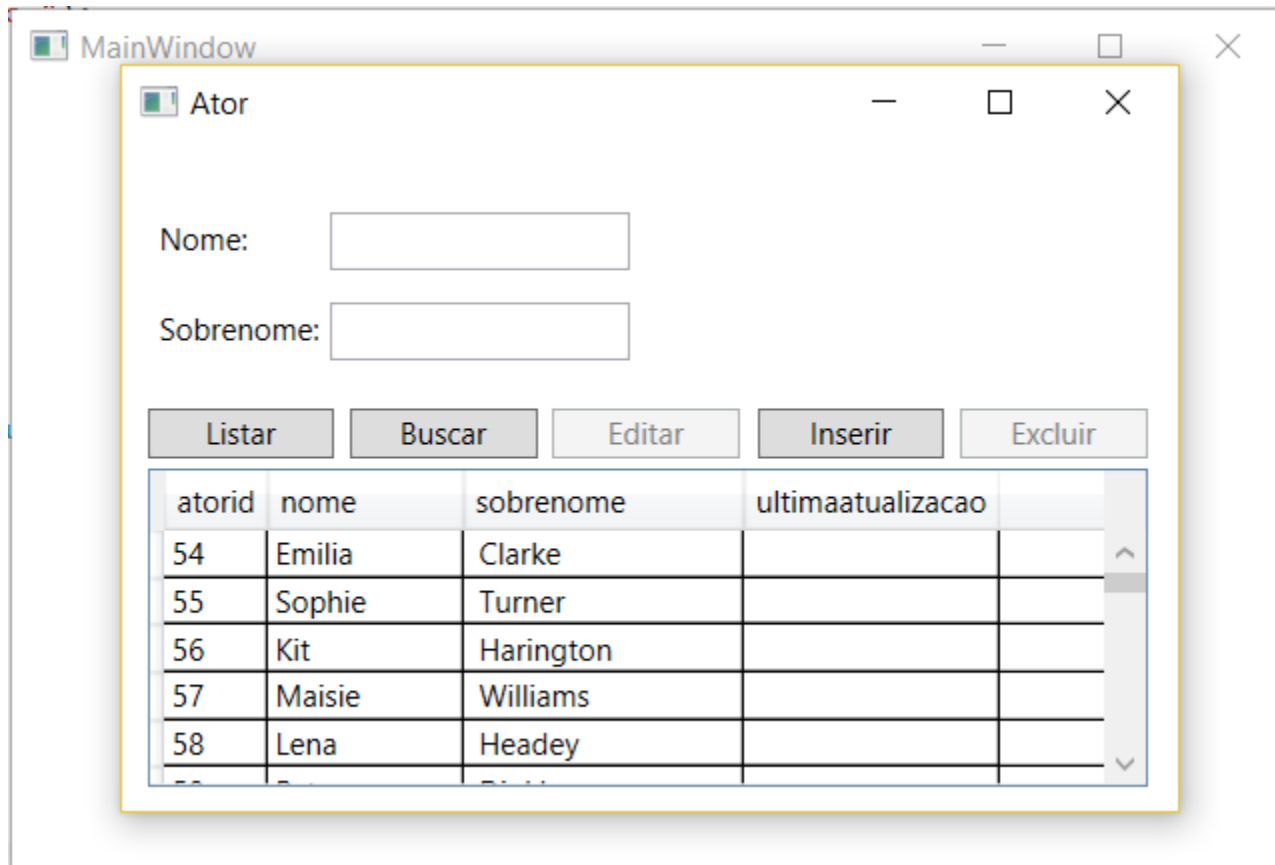 MainWindow
Ator
Nome:
Sobrenome:
Listar Buscar Editar Inserir Excluir
atorid nome sobrenome ultimaatualizacao
54 Emilia Clarke
55 Sophie Turner
56 Kit Harington
57 Maisie Williams
58 Lena Headey